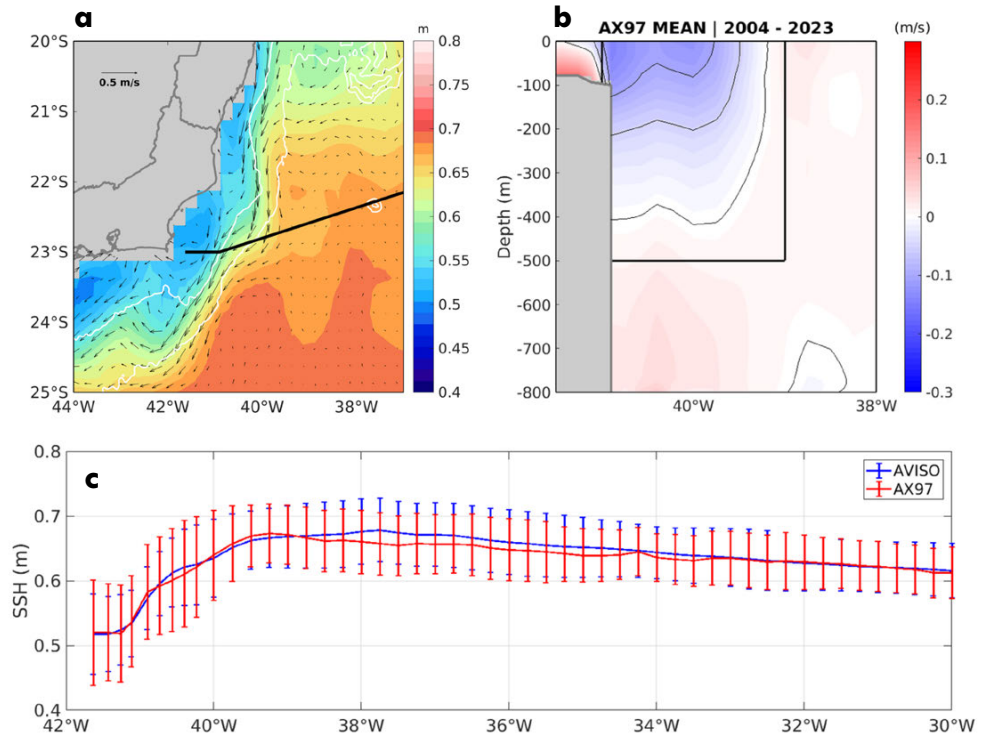 a
m
20°S
21°S
22°S
23°S
24°S
25°S
44°W
42°W
40°W
38°W
0.5 m/s
0.8
0.75
0.7
0.65
0.6
0.55
0.5
0.45
0.4
b
AX97 MEAN | 2004 - 2023
(m/s)
Depth (m)
0
-100
-200
-300
-400
-500
-600
-700
-800
40°W
38°W
0.2
0.1
0
-0.1
-0.2
-0.3
c
SSH (m)
0.8
0.7
0.6
0.5
0.4
42°W
40°W
38°W
36°W
34°W
32°W
30°W
AVISO
AX97